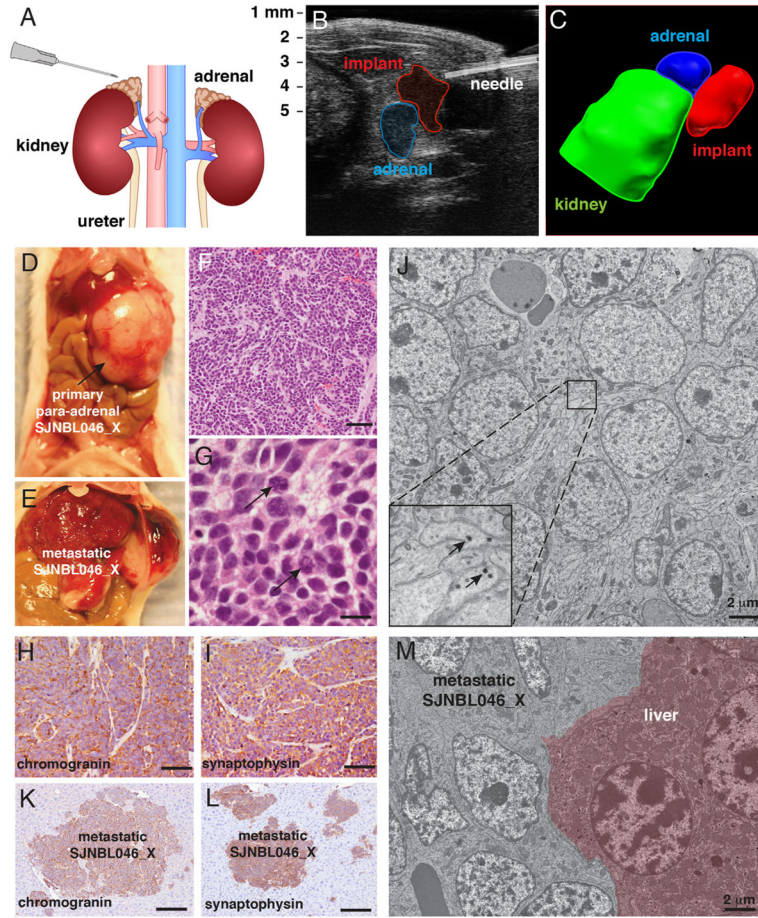 A
adrenal
kidney
ureter
1 mm
2
3
4
5
B
implant
needle
adrenal
C
adrenal
implant
kidney
D
primary
para-adrenal
SJNBL046_X
E
metastatic
SJNBL046_X
F
G
H
chromogranin
I
synaptophysin
J
2 μm
K
metastatic
SJNBL046_X
chromogranin
L
metastatic
SJNBL046_X
synaptophysin
M
metastatic
SJNBL046_X
liver
2 μm